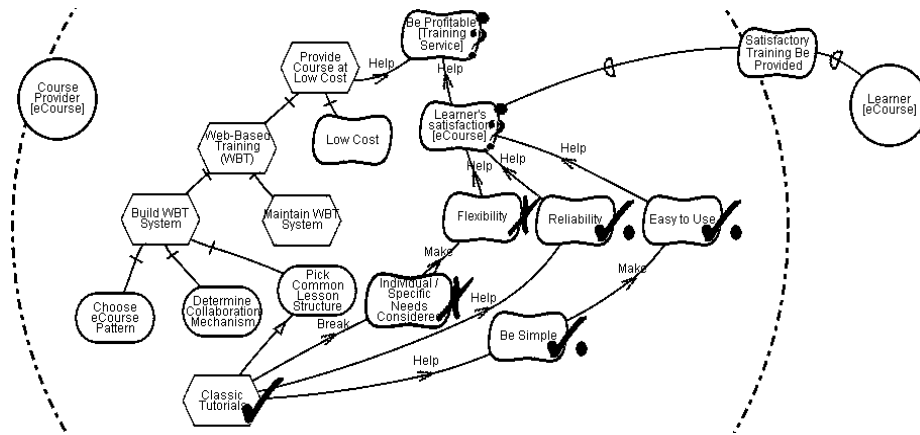 Be Profitable
[Training
Service]
Help
Provide
Course at
Low Cost
Help
Satisfactory
Training Be
Provided
Course
Provider
[eCourse]
Learner
[eCourse]
Learner's
satisfaction
[eCourse]
Low Cost
Web-Based
Training
(WBT)
Help
Help
Help
Build WBT
System
Maintain WBT
System
Flexibility
Reliability
Easy to Use
Make
Make
Pick
Common
Lesson
Structure
Individual /
Specific
Needs
Considere
Choose
eCourse
Pattern
Determine
Collaboration
Mechanism
Break
Help
Be Simple
Help
Classic
Tutorials